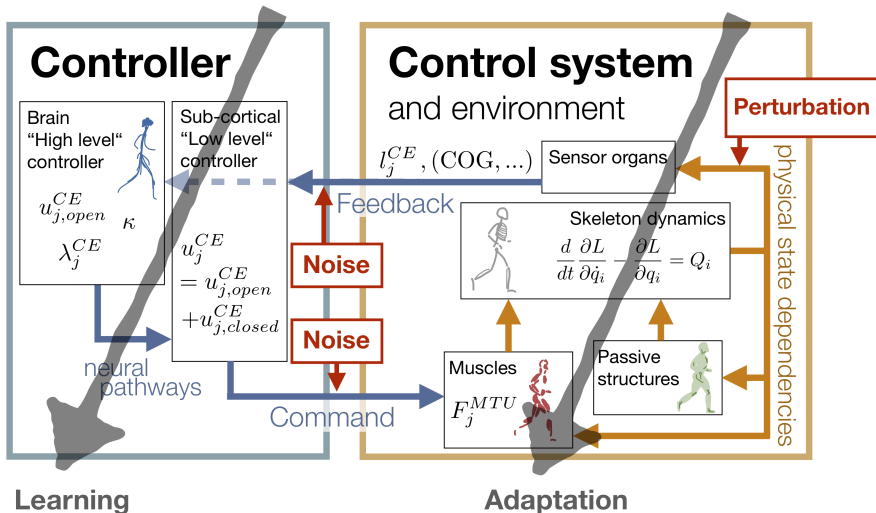 Controller
Brain
"High level"
controller
$u_{j,open}^{CE}$
$\kappa$
$\lambda_j^{CE}$
Sub-cortical
"Low level"
controller
$u_j^{CE}$
$= u_{j,open}^{CE}$
$+u_{j,closed}^{CE}$
neural
pathways
Learning
Feedback
Noise
Noise
Command
Control system
and environment
$l_j^{CE}$, (COG, ...)
Sensor organs
Skeleton dynamics
$\frac{d}{dt}\frac{\partial L}{\partial \dot{q}_i} - \frac{\partial L}{\partial q_i} = Q_i$
Muscles
$F_j^{MTU}$
Passive
structures
Perturbation
physical state dependencies
Adaptation